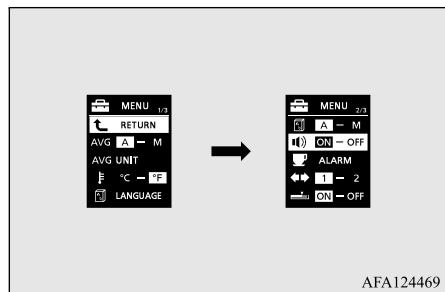 MENU 1/3
RETURN
AVG A – M
AVG UNIT
°C – °F
LANGUAGE
MENU 2/3
A – M
ON – OFF
ALARM
1 – 2
ON – OFF
AFA124469